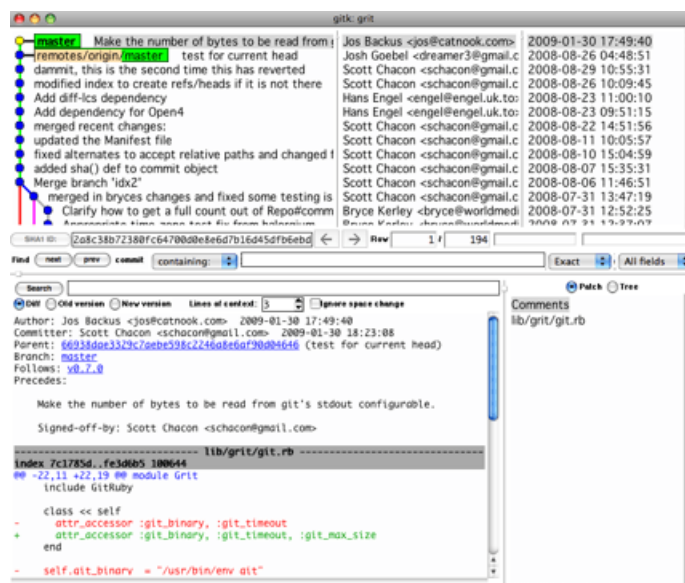 gitk: grit
master Make the number of bytes to be read from Jos Backus <jos@catnook.com> 2009-01-30 17:49:40
remotes/origin/master test for current head Josh Goebel <dreamer3@gmail.c 2008-08-26 04:48:51
dammit, this is the second time this has reverted Scott Chacon <schacon@gmail.c 2008-08-29 10:55:31
modified index to create refs/heads if it is not there Scott Chacon <schacon@gmail.c 2008-08-26 10:09:45
Add diff-lcs dependency Hans Engel <engel@engel.uk.to> 2008-08-23 11:00:10
Add dependency for Open4 Hans Engel <engel@engel.uk.to> 2008-08-23 09:51:15
merged recent changes: Scott Chacon <schacon@gmail.c 2008-08-22 14:51:56
updated the Manifest file Scott Chacon <schacon@gmail.c 2008-08-11 10:05:57
fixed alternates to accept relative paths and changed f Scott Chacon <schacon@gmail.c 2008-08-10 15:04:59
added sha() def to commit object Scott Chacon <schacon@gmail.c 2008-08-07 15:35:31
Merge branch "idx2" Scott Chacon <schacon@gmail.c 2008-08-06 11:46:51
merged in bryces changes and fixed some testing is Scott Chacon <schacon@gmail.c 2008-07-31 13:47:19
Clarify how to get a full count out of Repo#comm Bryce Kerley <bryce@worldmedi 2008-07-31 12:52:25
SHA1 ID: Row 1 / 194
Find next prev commit containing: Exact All fields
Search Patch Tree
Diff Old version New version Lines of context: 3 Ignore space change Comments
lib/grit/git.rb
Author: Jos Backus <jos@catnook.com> 2009-01-30 17:49:40
Committer: Scott Chacon <schacon@gmail.com> 2009-01-30 18:23:08
Parent: 66938dae3329c7aebe598c2246a8e6af90d04646 (test for current head)
Branch: master
Follows: v0.7.0
Precedes:
Make the number of bytes to be read from git's stdout configurable.
Signed-off-by: Scott Chacon <schacon@gmail.com>
lib/grit/git.rb
index 7c1785d..fe3d6b5 100644
@@ -22,11 +22,19 @@ module Grit
include GitRuby
class << self
- attr_accessor :git_binary, :git_timeout
+ attr_accessor :git_binary, :git_timeout, :git_max_size
end
- self.git_binary = "/usr/bin/env git"